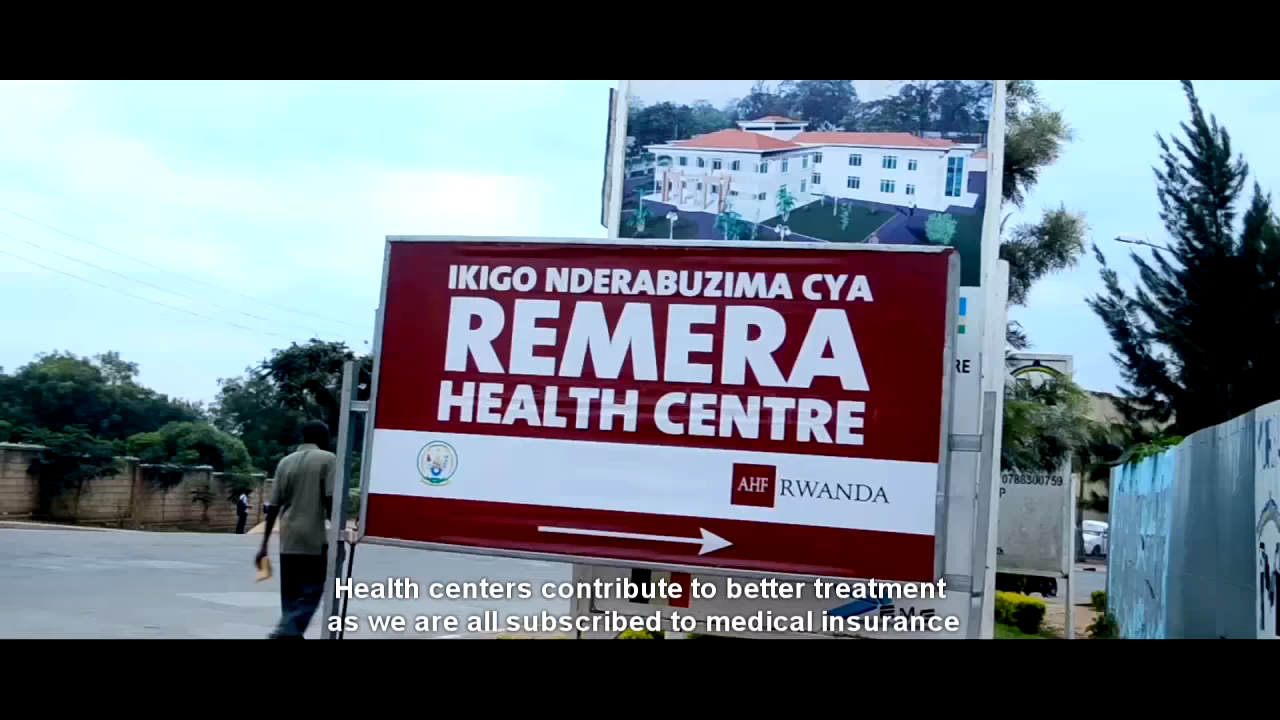 IKIGO NDERABUZIMA CYA
REMERA
HEALTH CENTRE
AHF RWANDA
RE
0788300759
P
Health centers contribute to better treatment
as we are all subscribed to medical insurance